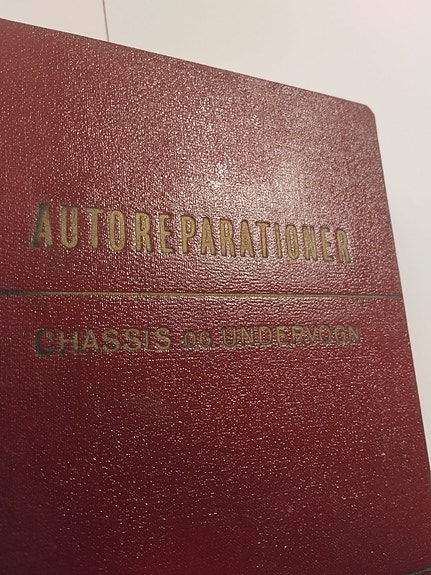 AUTOREPARATIONER
CHASSIS OG UNDERVOGN